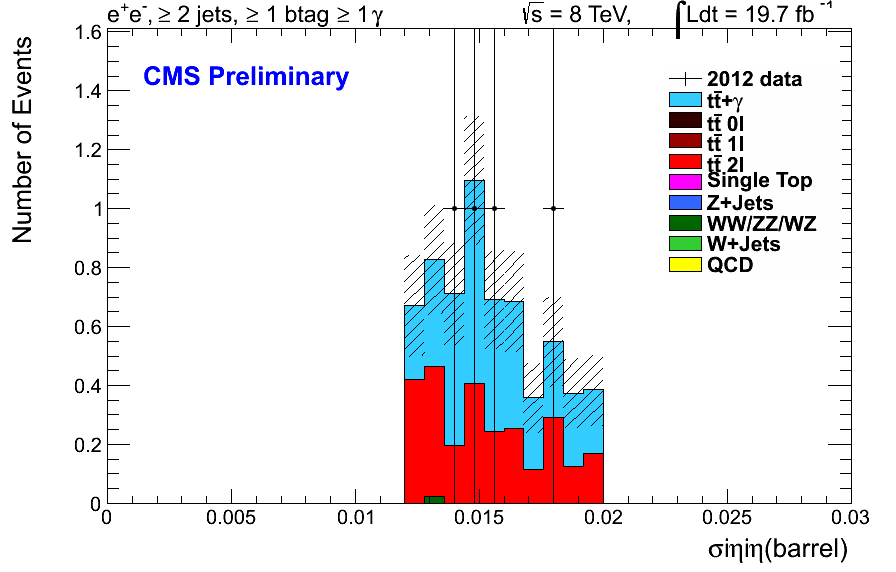 e⁺e⁻, ≥ 2 jets, ≥ 1 btag ≥ 1 γ
√s = 8 TeV, ∫Ldt = 19.7 fb⁻¹
CMS Preliminary
Number of Events
1.6
1.4
1.2
1
0.8
0.6
0.4
0.2
0
2012 data
tt̄+γ
tt̄ 0l
tt̄ 1l
tt̄ 2l
Single Top
Z+Jets
WW/ZZ/WZ
W+Jets
QCD
0 0.005 0.01 0.015 0.02 0.025 0.03
σiηiη(barrel)